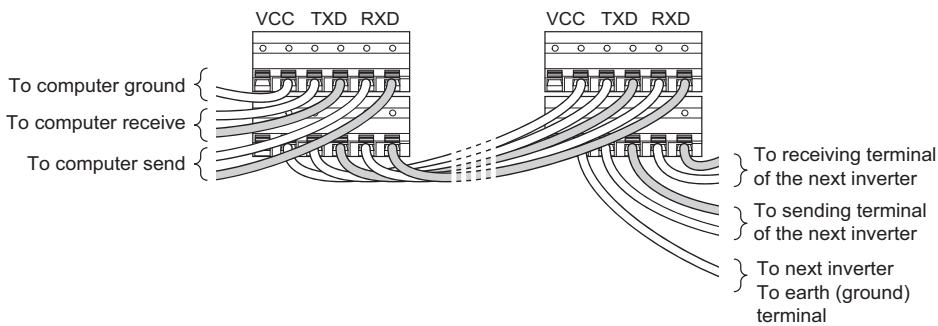 VCC TXD RXD
VCC TXD RXD
To computer ground
To computer receive
To computer send
To receiving terminal
of the next inverter
To sending terminal
of the next inverter
To next inverter
To earth (ground)
terminal